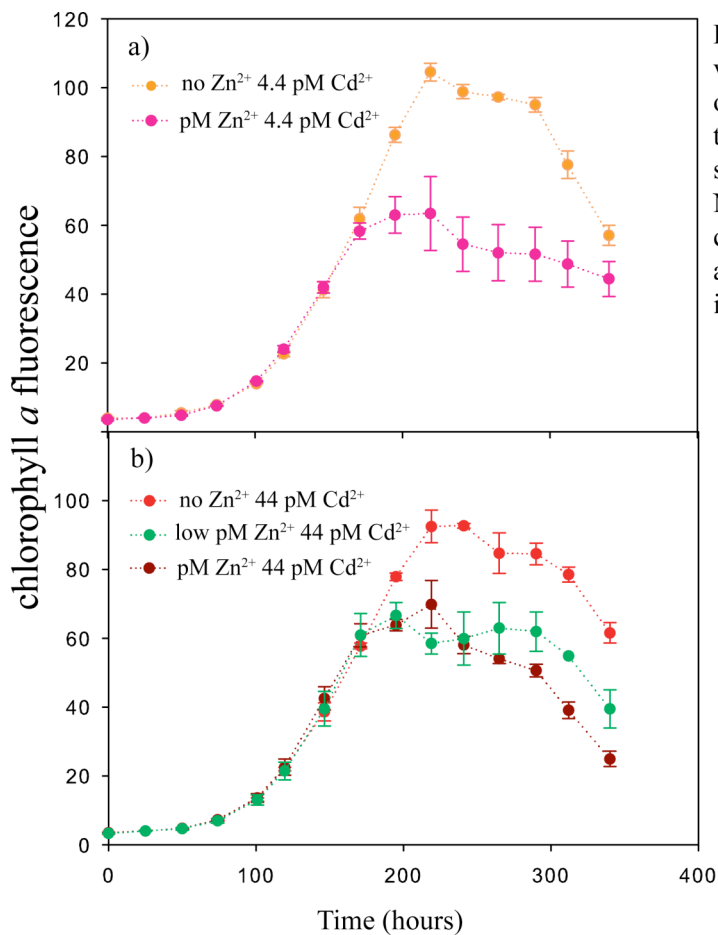 120
100
80
60
40
20
a)
no Zn²⁺ 4.4 pM Cd²⁺
pM Zn²⁺ 4.4 pM Cd²⁺
chlorophyll a fluorescence
b)
no Zn²⁺ 44 pM Cd²⁺
low pM Zn²⁺ 44 pM Cd²⁺
pM Zn²⁺ 44 pM Cd²⁺
100
80
60
40
20
0
0 100 200 300 400
Time (hours)